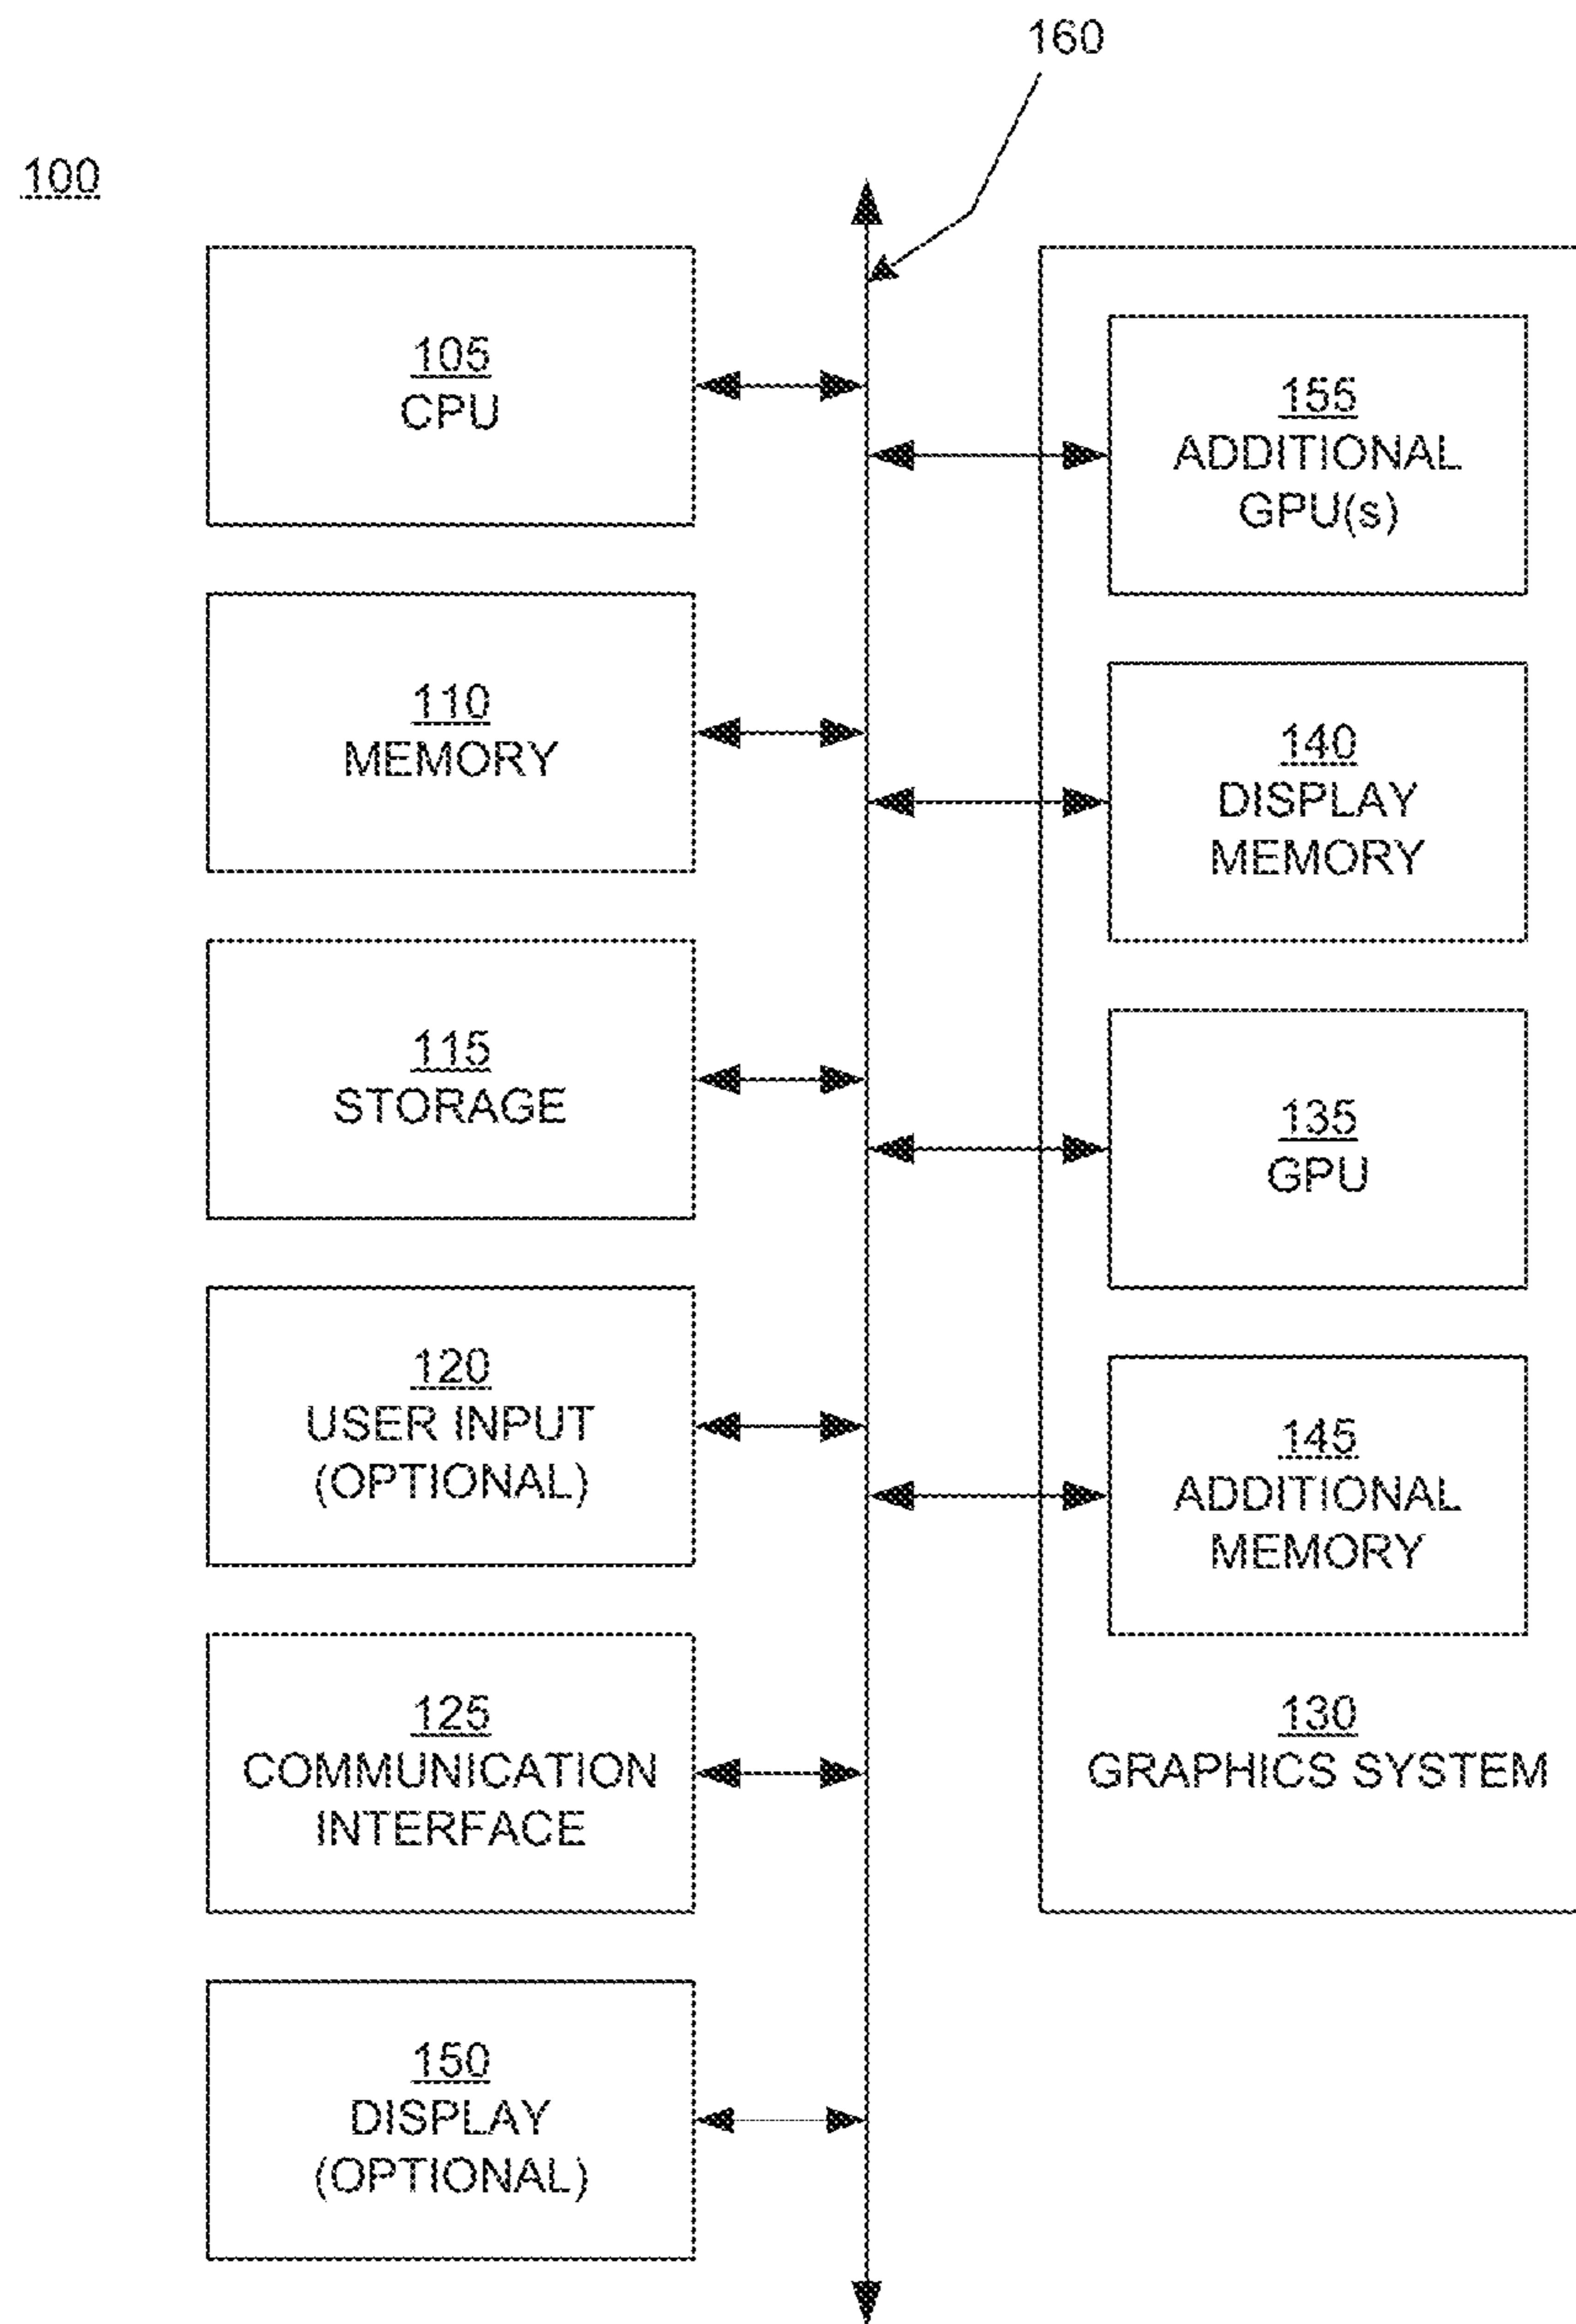 160
100
105
CPU
110
MEMORY
115
STORAGE
120
USER INPUT
(OPTIONAL)
125
COMMUNICATION
INTERFACE
150
DISPLAY
(OPTIONAL)
155
ADDITIONAL
GPU(s)
140
DISPLAY
MEMORY
135
GPU
145
ADDITIONAL
MEMORY
130
GRAPHICS SYSTEM